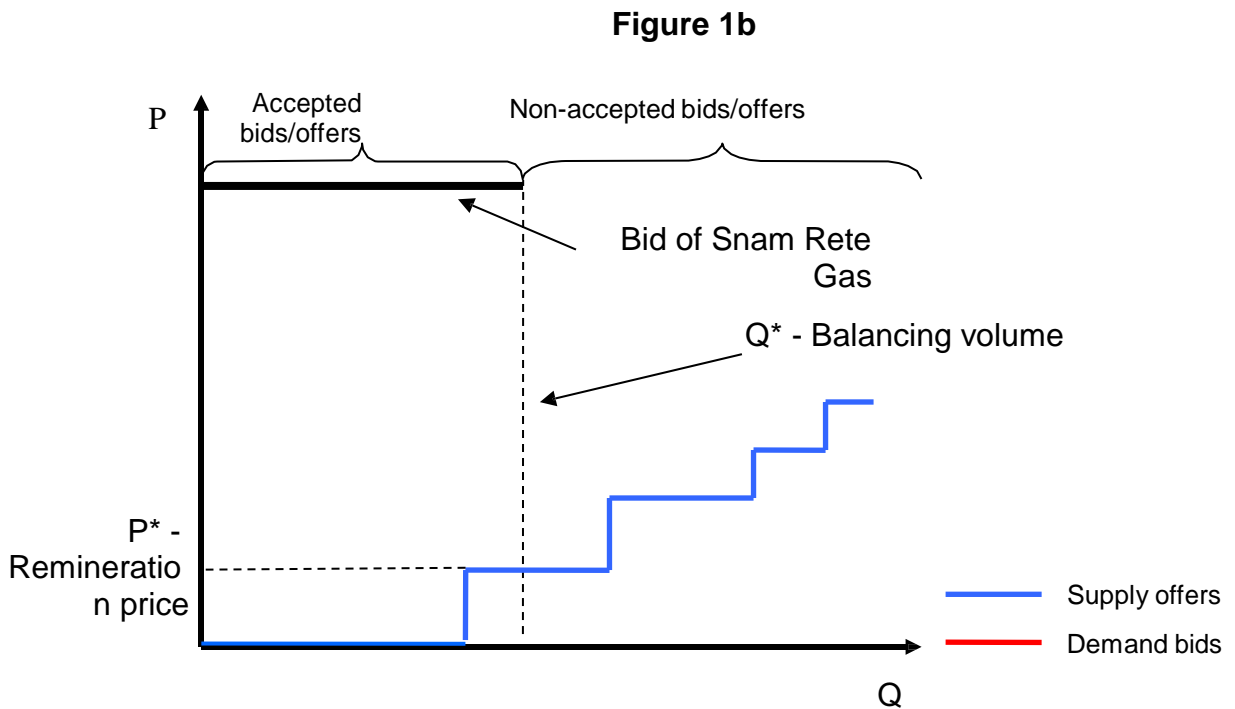 Figure 1b
P
Accepted
bids/offers
Non-accepted bids/offers
Bid of Snam Rete
Gas
Q* - Balancing volume
P* -
Remineratio
n price
Supply offers
Demand bids
Q